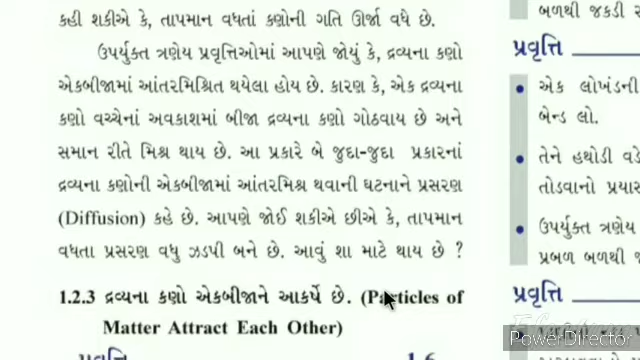 કહી શકીએ કે, તાપમાન વધતાં કણોની ગતિ ઊર્જા વધે છે.
ઉપર્યુક્ત ત્રણેય પ્રવૃત્તિઓમાં આપણે જોયું કે, દ્રવ્યના કણો
એકબીજામાં આંતરમિશ્રિત થયેલા હોય છે. કારણ કે, એક દ્રવ્યના
કણો વચ્ચેનાં અવકાશમાં બીજા દ્રવ્યના કણો ગોઠવાય છે અને
સમાન રીતે મિશ્ર થાય છે. આ પ્રકારે બે જુદા-જુદા પ્રકારનાં
દ્રવ્યના કણોની એકબીજામાં આંતરમિશ્ર થવાની ઘટનાને પ્રસરણ
(Diffusion) કહે છે. આપણે જોઈ શકીએ છીએ કે, તાપમાન
વધતા પ્રસરણ વધુ ઝડપી બને છે. આવું શા માટે થાય છે ?
1.2.3 દ્રવ્યના કણો એકબીજાને આકર્ષે છે. (Particles of
Matter Attract Each Other)
પ્રવૃત્તિ 1.6
બળથી જકડી
પ્રવૃત્તિ
• એક લોખંડની
બેન્ડ લો.
• તેને હથોડી વડે
તોડવાનો પ્રયાસ
• ઉપર્યુક્ત ત્રણ
પ્રબળ બળથી
પ્રવૃત્તિ
PowerDirector